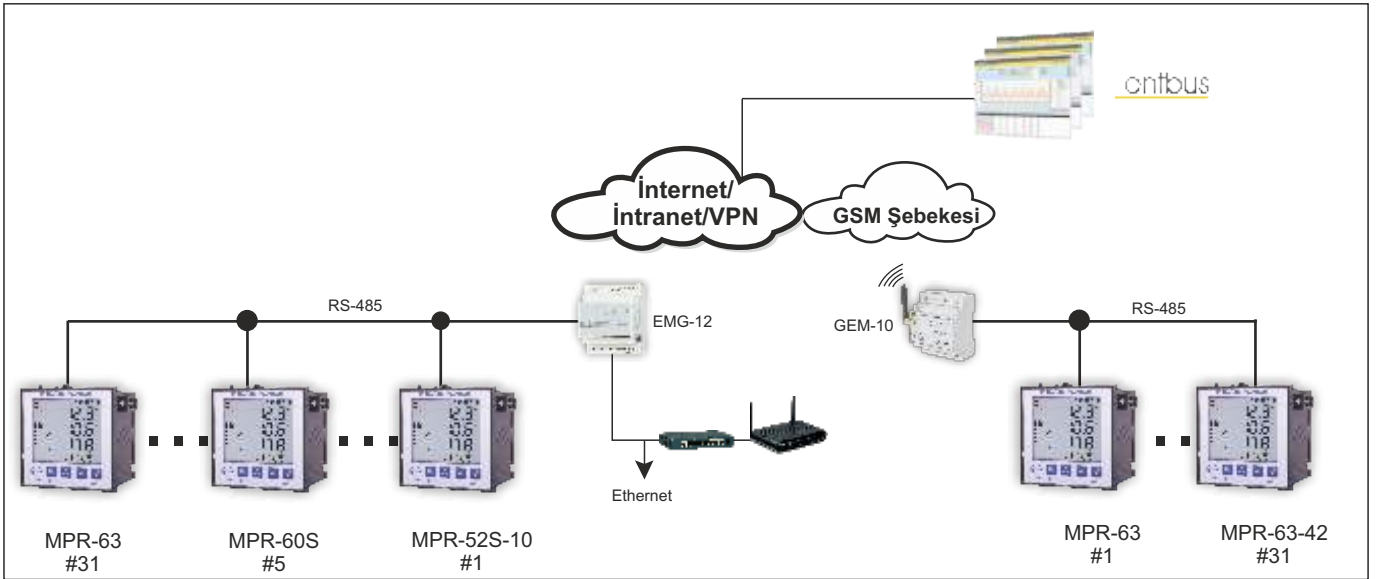 cntbus
İnternet/
İntranet/VPN
GSM Şebekesi
RS-485
EMG-12
GEM-10
RS-485
Ethernet
MPR-63
#31
MPR-60S
#5
MPR-52S-10
#1
MPR-63
#1
MPR-63-42
#31